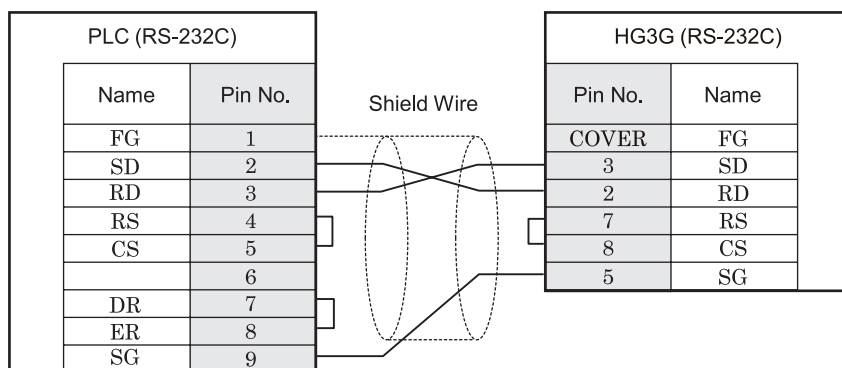 PLC (RS-232C)
Name Pin No.
FG 1
SD 2
RD 3
RS 4
CS 5
6
DR 7
ER 8
SG 9
Shield Wire
HG3G (RS-232C)
Pin No. Name
COVER FG
3 SD
2 RD
7 RS
8 CS
5 SG